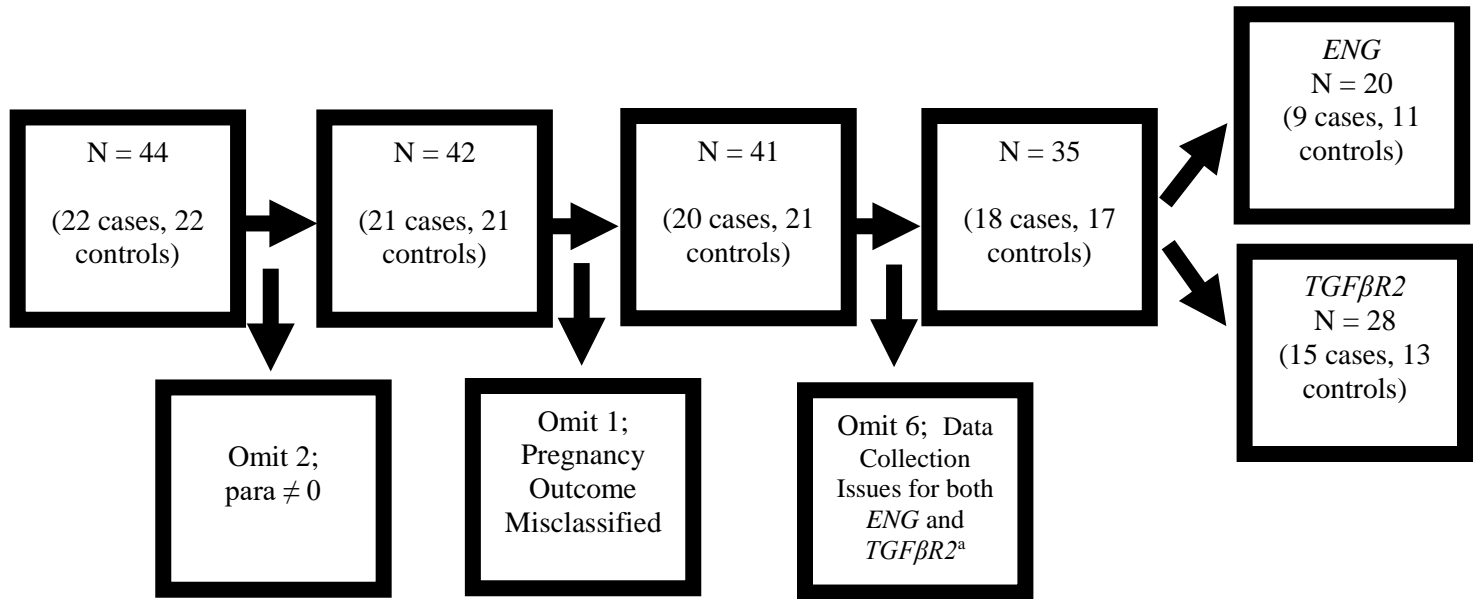 N = 44
(22 cases, 22
controls)
N = 42
(21 cases, 21
controls)
N = 41
(20 cases, 21
controls)
N = 35
(18 cases, 17
controls)
ENG
N = 20
(9 cases, 11
controls)
TGFβR2
N = 28
(15 cases, 13
controls)
Omit 2;
para ≠ 0
Omit 1;
Pregnancy
Outcome
Misclassified
Omit 6; Data
Collection
Issues for both
ENG and
TGFβR2ᵃ